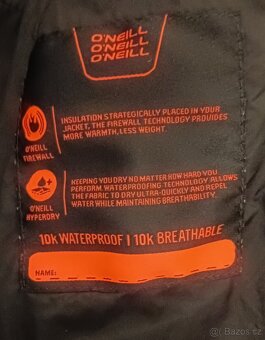 O'NEILL
O'NEILL
O'NEILL
O'NEILL
FIREWALL
INSULATION STRATEGICALLY PLACED IN YOUR
JACKET, THE FIREWALL TECHNOLOGY PROVIDES
MORE WARMTH, LESS WEIGHT.
O'NEILL
HYPERDRY
KEEPING YOU DRY NO MATTER HOW HARD YOU
PERFORM WATERPROOFING TECHNOLOGY ALLOWS
THE FABRIC TO DRY ULTRA-QUICKLY AND REPEL
WATER WHILE MAINTAINING BREATHABILITY.
10K WATERPROOF | 10K BREATHABLE
NAME:
Bazos.cz